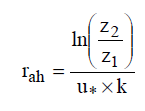 r_ah = ln(z_2 / z_1) / (u_* × k)